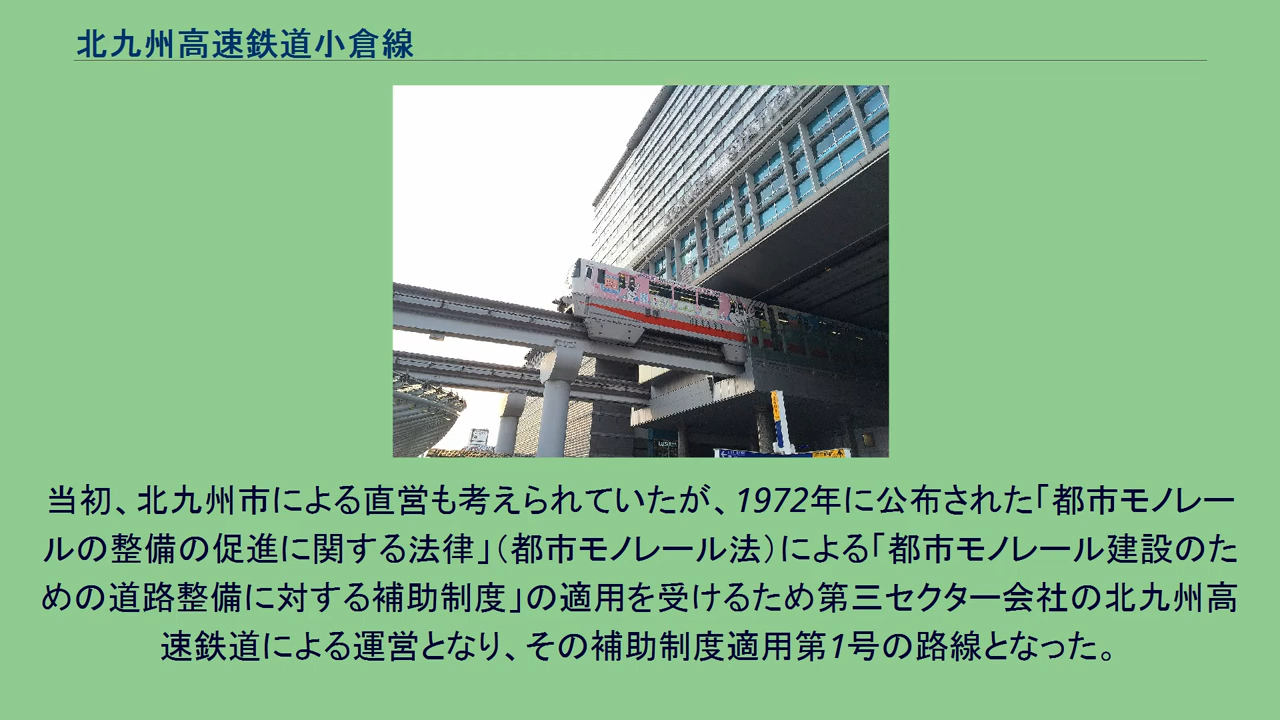 北九州高速鉄道小倉線
当初、北九州市による直営も考えられていたが、1972年に公布された「都市モノレー
ルの整備の促進に関する法律」（都市モノレール法）による「都市モノレール建設のた
めの道路整備に対する補助制度」の適用を受けるため第三セクター会社の北九州高
速鉄道による運営となり、その補助制度適用第1号の路線となった。